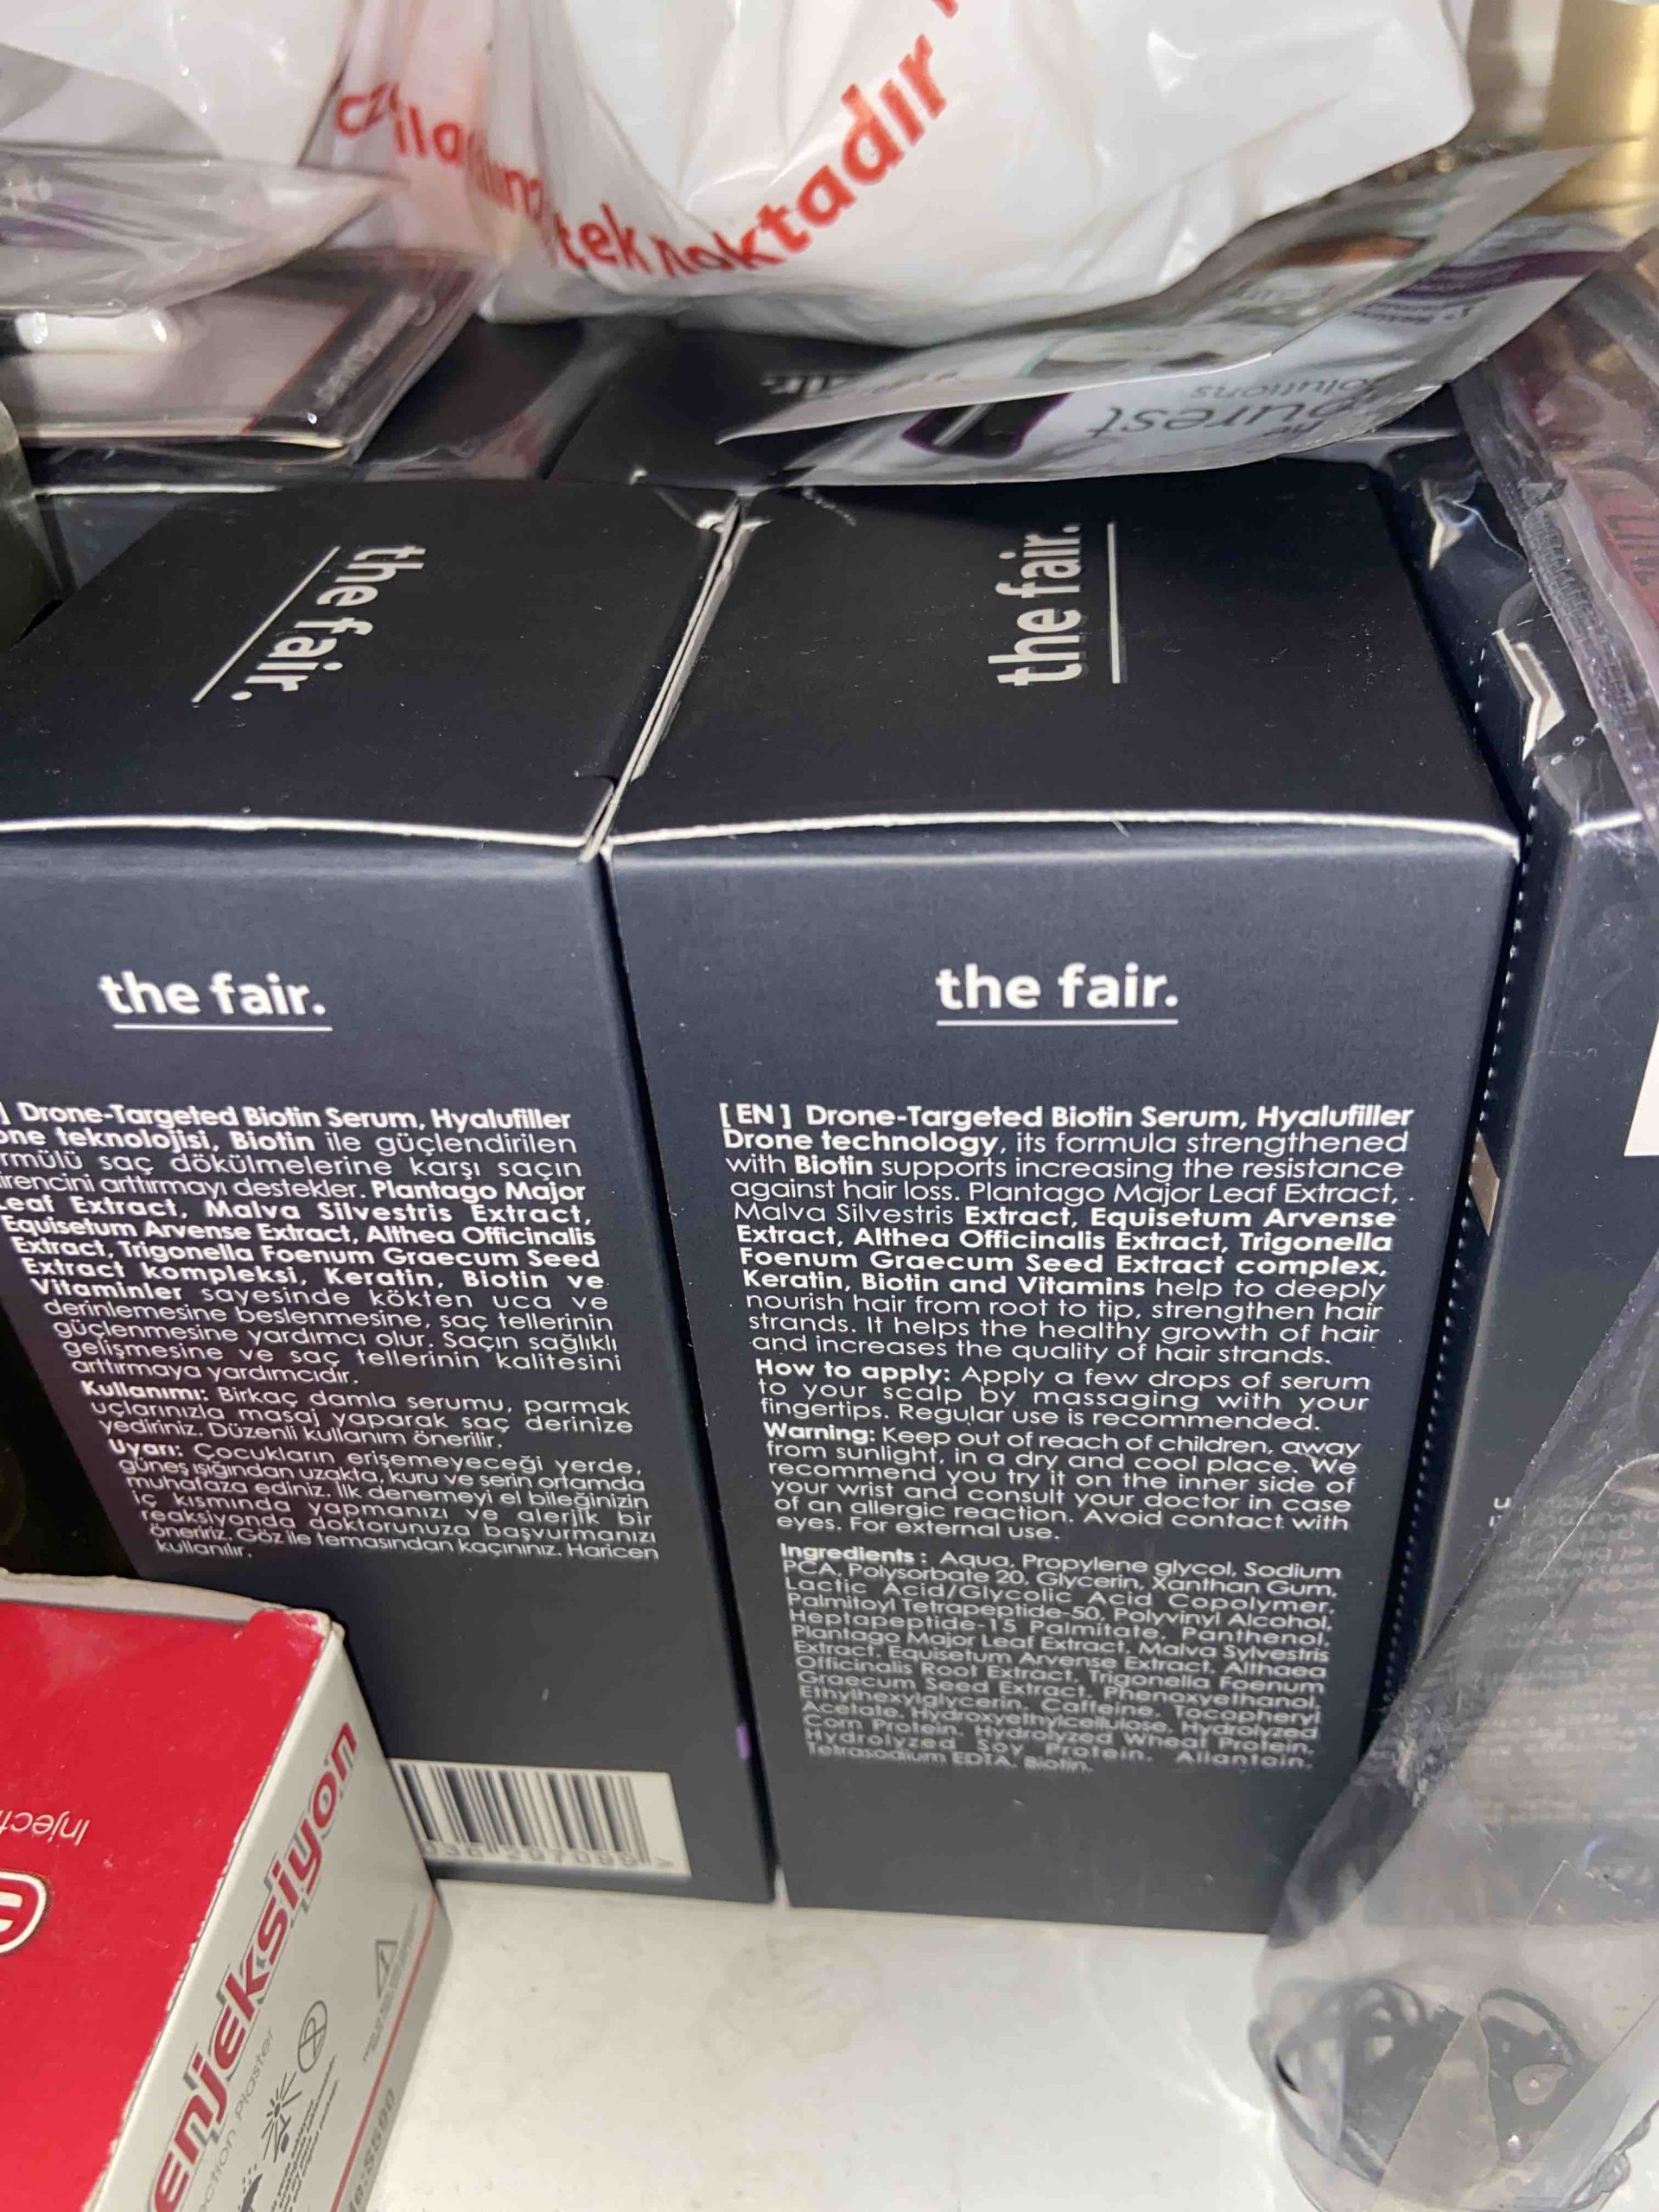 tek noktadır
urest
solutions
the fair.
the fair.
the fair.
Drone-Targeted Biotin Serum, Hyalufiller
teknolojisi, Biotin ile güçlendirilen
saç dökülmelerine karşı saçın
arttırmayı destekler. Plantago Major
Leaf Extract, Malva Silvestris Extract,
Equisetum Arvense Extract, Althea Officinalis
Extract, Trigonella Foenum Graecum Seed
Extract kompleksi, Keratin, Biotin ve
Vitaminler sayesinde kökten uca ve
derinlemesine beslenmesine, saç tellerinin
güçlenmesine yardımcı olur. Saçın sağlıklı
gelişmesine ve saç tellerinin kalitesini
arttırmaya yardımcıdır.
Kullanımı: Birkaç damla serumu, parmak
uçlarınızla masaj yaparak saç derinize
yediriniz. Düzenli kullanım önerilir.
Uyarı: Çocukların erişemeyeceği yerde,
güneş ışığından uzakta, kuru ve serin ortamda
muhafaza ediniz. İlk denemeyi el bileğinizin
iç kısmında yapmanızı ve alerjik bir
reaksiyonda doktorunuza başvurmanızı
öneririz. Göz ile temasından kaçınınız. Haricen
kullanılır.
the fair.
[ EN ] Drone-Targeted Biotin Serum, Hyalufiller
Drone technology, its formula strengthened
with Biotin supports increasing the resistance
against hair loss. Plantago Major Leaf Extract,
Malva Silvestris Extract, Equisetum Arvense
Extract, Althea Officinalis Extract, Trigonella
Foenum Graecum Seed Extract complex,
Keratin, Biotin and Vitamins help to deeply
nourish hair from root to tip, strengthen hair
strands. It helps the healthy growth of hair
and increases the quality of hair strands.
How to apply: Apply a few drops of serum
to your scalp by massaging with your
fingertips. Regular use is recommended.
Warning: Keep out of reach of children, away
from sunlight, in a dry and cool place. We
recommend you try it on the inner side of
your wrist and consult your doctor in case
of an allergic reaction. Avoid contact with
eyes. For external use.
Ingredients : Aqua, Propylene glycol, Sodium
PCA, Polysorbate 20, Glycerin, Xanthan Gum,
Lactic Acid/Glycolic Acid Copolymer,
Palmitoyl Tetrapeptide-50, Polyvinyl Alcohol,
Heptapeptide-15 Palmitate, Panthenol,
Plantago Major Leaf Extract, Malva Sylvestris
Extract, Equisetum Arvense Extract, Althaea
Officinalis Root Extract, Trigonella Foenum
Graecum Seed Extract, Phenoxyethanol,
Ethylhexylglycerin, Caffeine, Tocopheryl
Acetate, Hydroxyethylcellulose, Hydrolyzed
Corn Protein, Hydrolyzed Wheat Protein,
Hydrolyzed Soy Protein, Allantoin,
Tetrasodium EDTA, Biotin.
297099 >
Enjeksiyon
Plaster